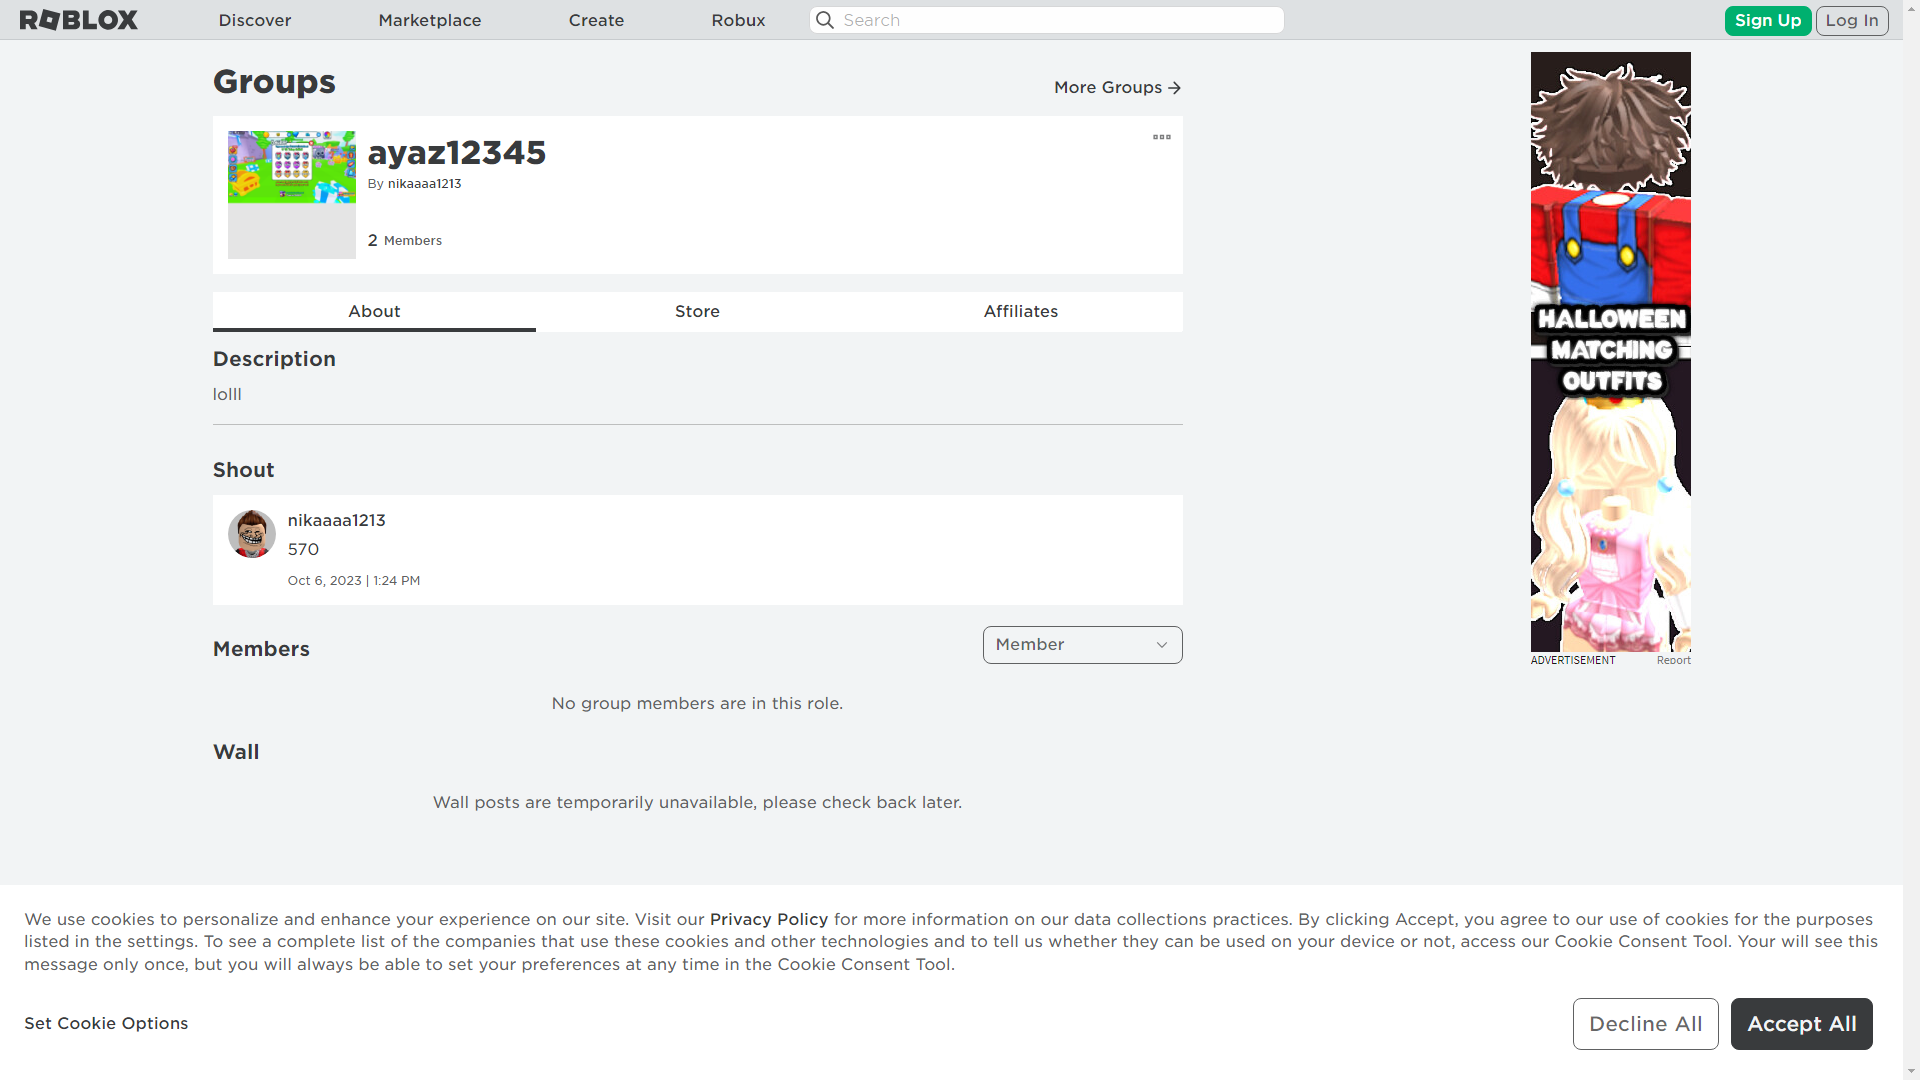 ROBLOX
Discover
Marketplace
Create
Robux
Search
Sign Up
Log In
Groups
More Groups
ayaz12345
By nikaaaa1213
2 Members
About
Store
Affiliates
Description
lolll
Shout
nikaaaa1213
570
Oct 6, 2023 | 1:24 PM
Members
Member
No group members are in this role.
Wall
Wall posts are temporarily unavailable, please check back later.
HALLOWEEN
MATCHING
OUTFITS
ADVERTISEMENT
Report
We use cookies to personalize and enhance your experience on our site. Visit our Privacy Policy for more information on our data collections practices. By clicking Accept, you agree to our use of cookies for the purposes
listed in the settings. To see a complete list of the companies that use these cookies and other technologies and to tell us whether they can be used on your device or not, access our Cookie Consent Tool. Your will see this
message only once, but you will always be able to set your preferences at any time in the Cookie Consent Tool.
Set Cookie Options
Decline All
Accept All